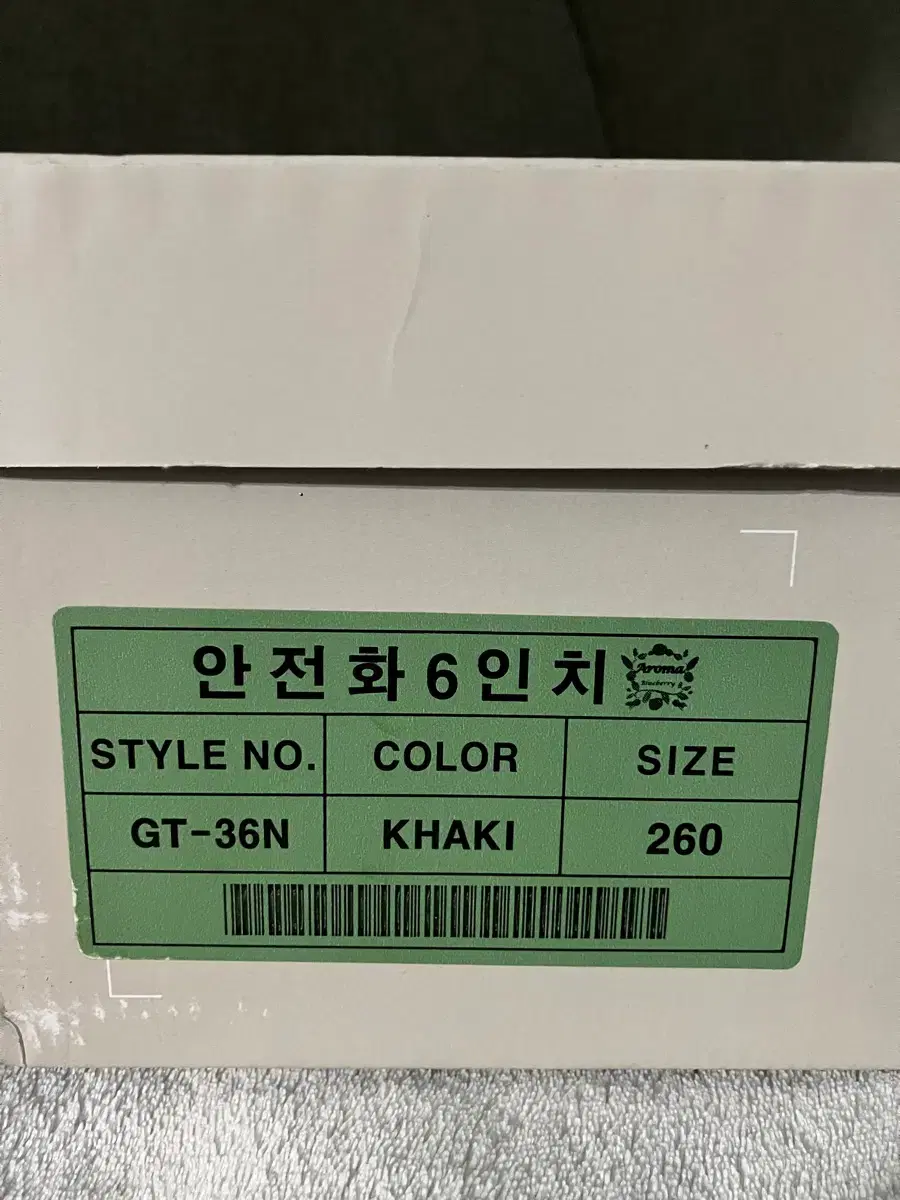 안전화6인치
Aroma
Blueberry
STYLE NO. COLOR SIZE
GT-36N KHAKI 260